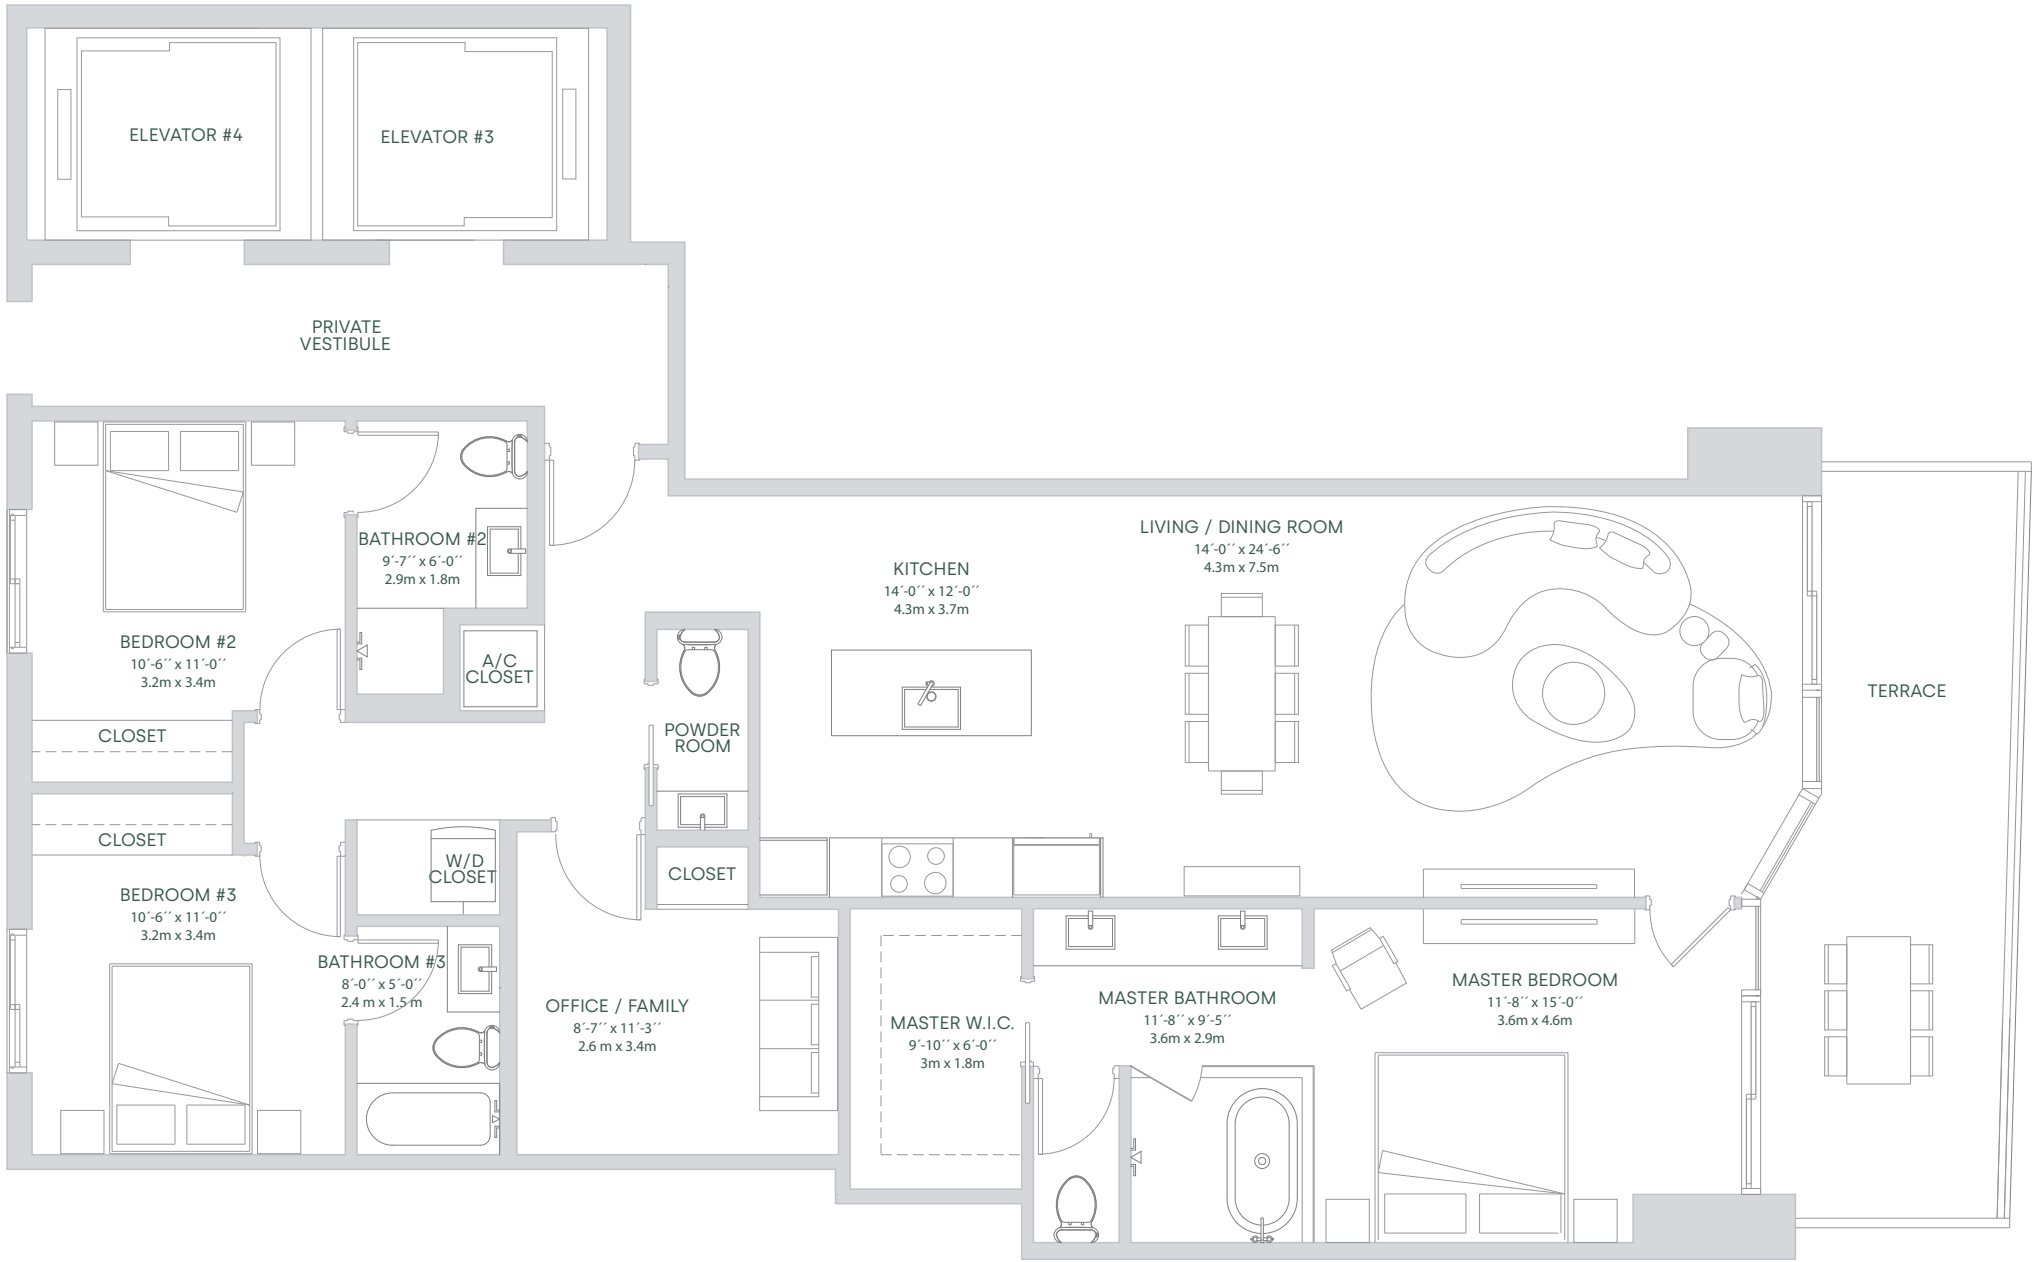 ELEVATOR #4
ELEVATOR #3
PRIVATE
VESTIBULE
BATHROOM #2
9´-7´´ x 6´-0´´
2.9m x 1.8m
LIVING / DINING ROOM
14´-0´´ x 24´-6´´
4.3m x 7.5m
KITCHEN
14´-0´´ x 12´-0´´
4.3m x 3.7m
BEDROOM #2
10´-6´´ x 11´-0´´
3.2m x 3.4m
A/C
CLOSET
TERRACE
CLOSET
POWDER
ROOM
CLOSET
W/D
CLOSET
CLOSET
BEDROOM #3
10´-6´´ x 11´-0´´
3.2m x 3.4m
BATHROOM #3
8´-0´´ x 5´-0´´
2.4 m x 1.5 m
OFFICE / FAMILY
8´-7´´ x 11´-3´´
2.6 m x 3.4m
MASTER W.I.C.
9´-10´´ x 6´-0´´
3m x 1.8m
MASTER BATHROOM
11´-8´´ x 9´-5´´
3.6m x 2.9m
MASTER BEDROOM
11´-8´´ x 15´-0´´
3.6m x 4.6m